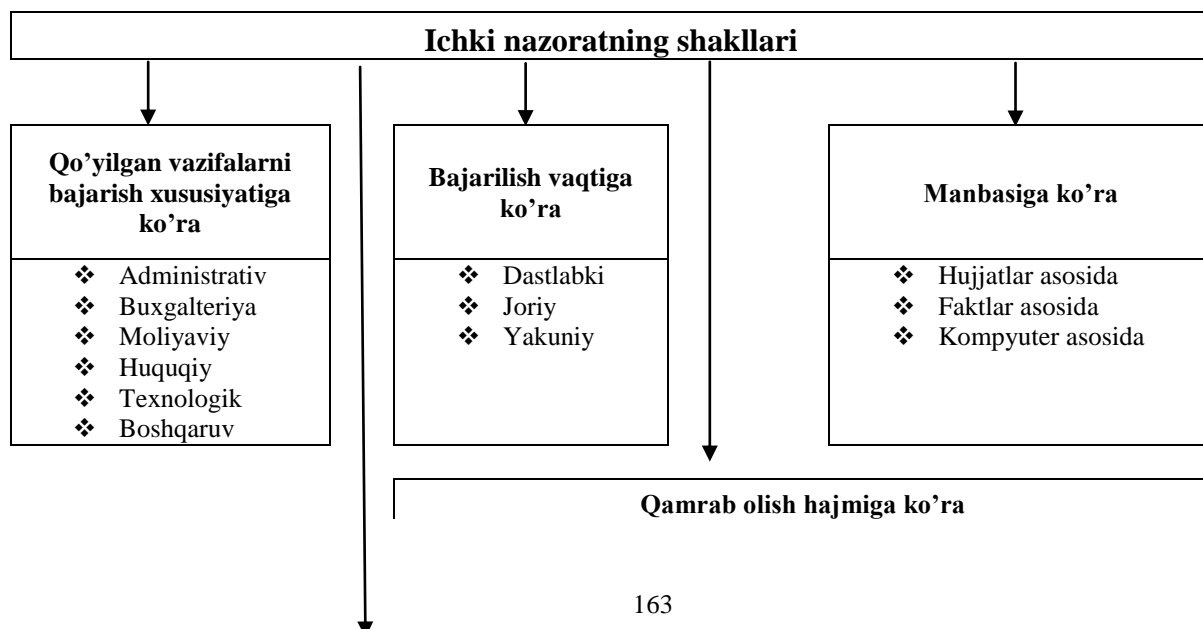 Ichki nazoratning shakllari
Qo’yilgan vazifalarni
bajarish xususiyatiga
ko’ra
❖ Administrativ
❖ Buxgalteriya
❖ Moliyaviy
❖ Huquqiy
❖ Texnologik
❖ Boshqaruv
Bajarilish vaqtiga
ko’ra
❖ Dastlabki
❖ Joriy
❖ Yakuniy
Manbasiga ko’ra
❖ Hujjatlar asosida
❖ Faktlar asosida
❖ Kompyuter asosida
Qamrab olish hajmiga ko’ra
163